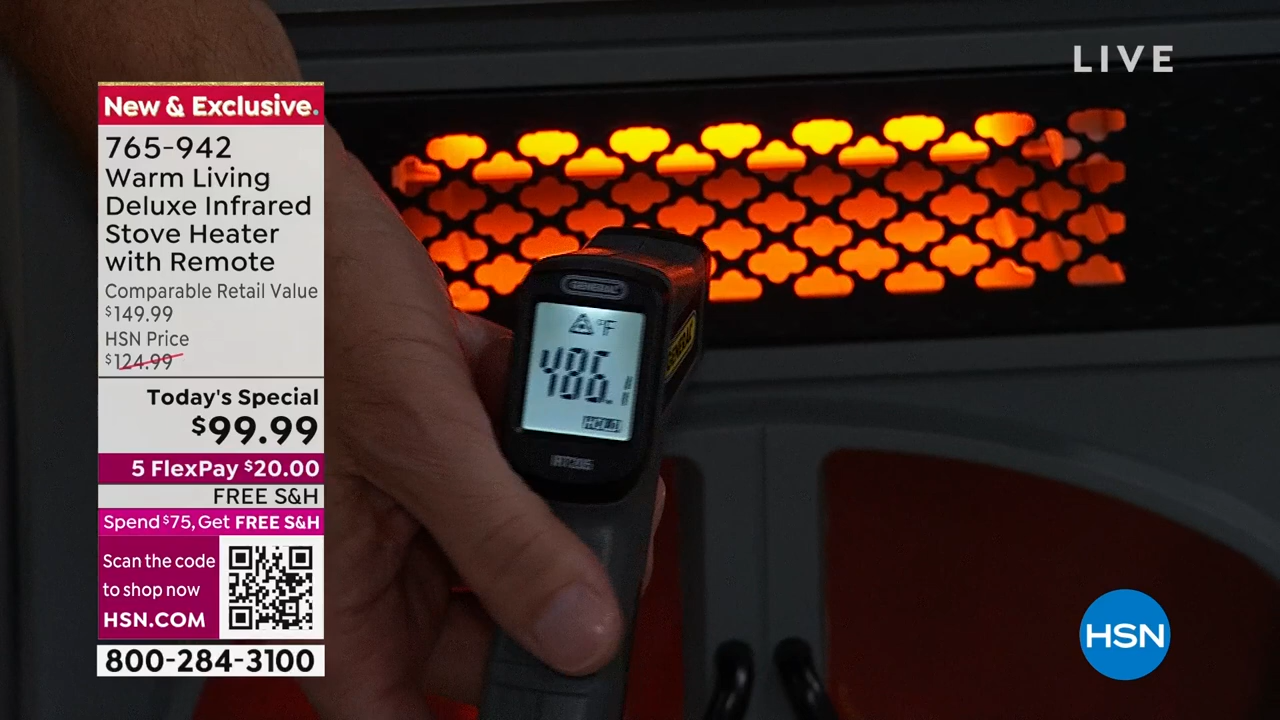 LIVE
New & Exclusive.
765-942
Warm Living
Deluxe Infrared
Stove Heater
with Remote
Comparable Retail Value
$149.99
HSN Price
$124.99
Today's Special
$99.99
5 FlexPay $20.00
FREE S&H
Spend $75, Get FREE S&H
Scan the code
to shop now
HSN.COM
800-284-3100
GENERAL
°F
HOLD
HSN